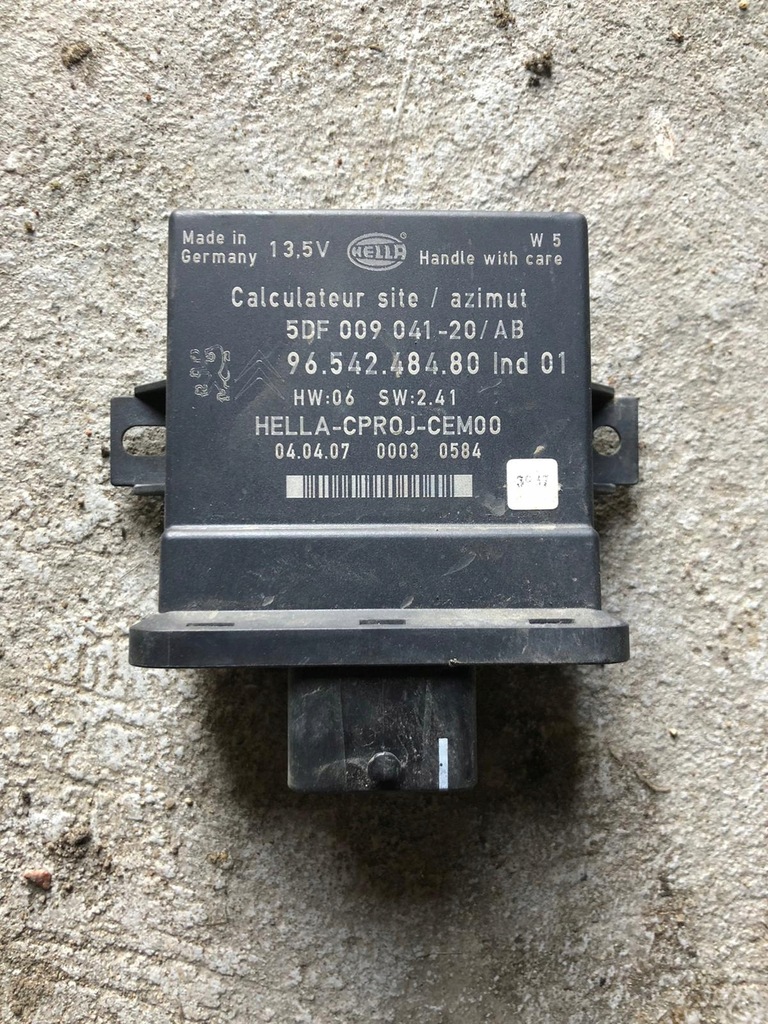 Made in
Germany 13,5V HELLA® W 5
Handle with care
Calculateur site / azimut
5DF 009 041-20/AB
96.542.484.80 Ind 01
HW:06 SW:2.41
HELLA-CPROJ-CEM00
04.04.07 0003 0584